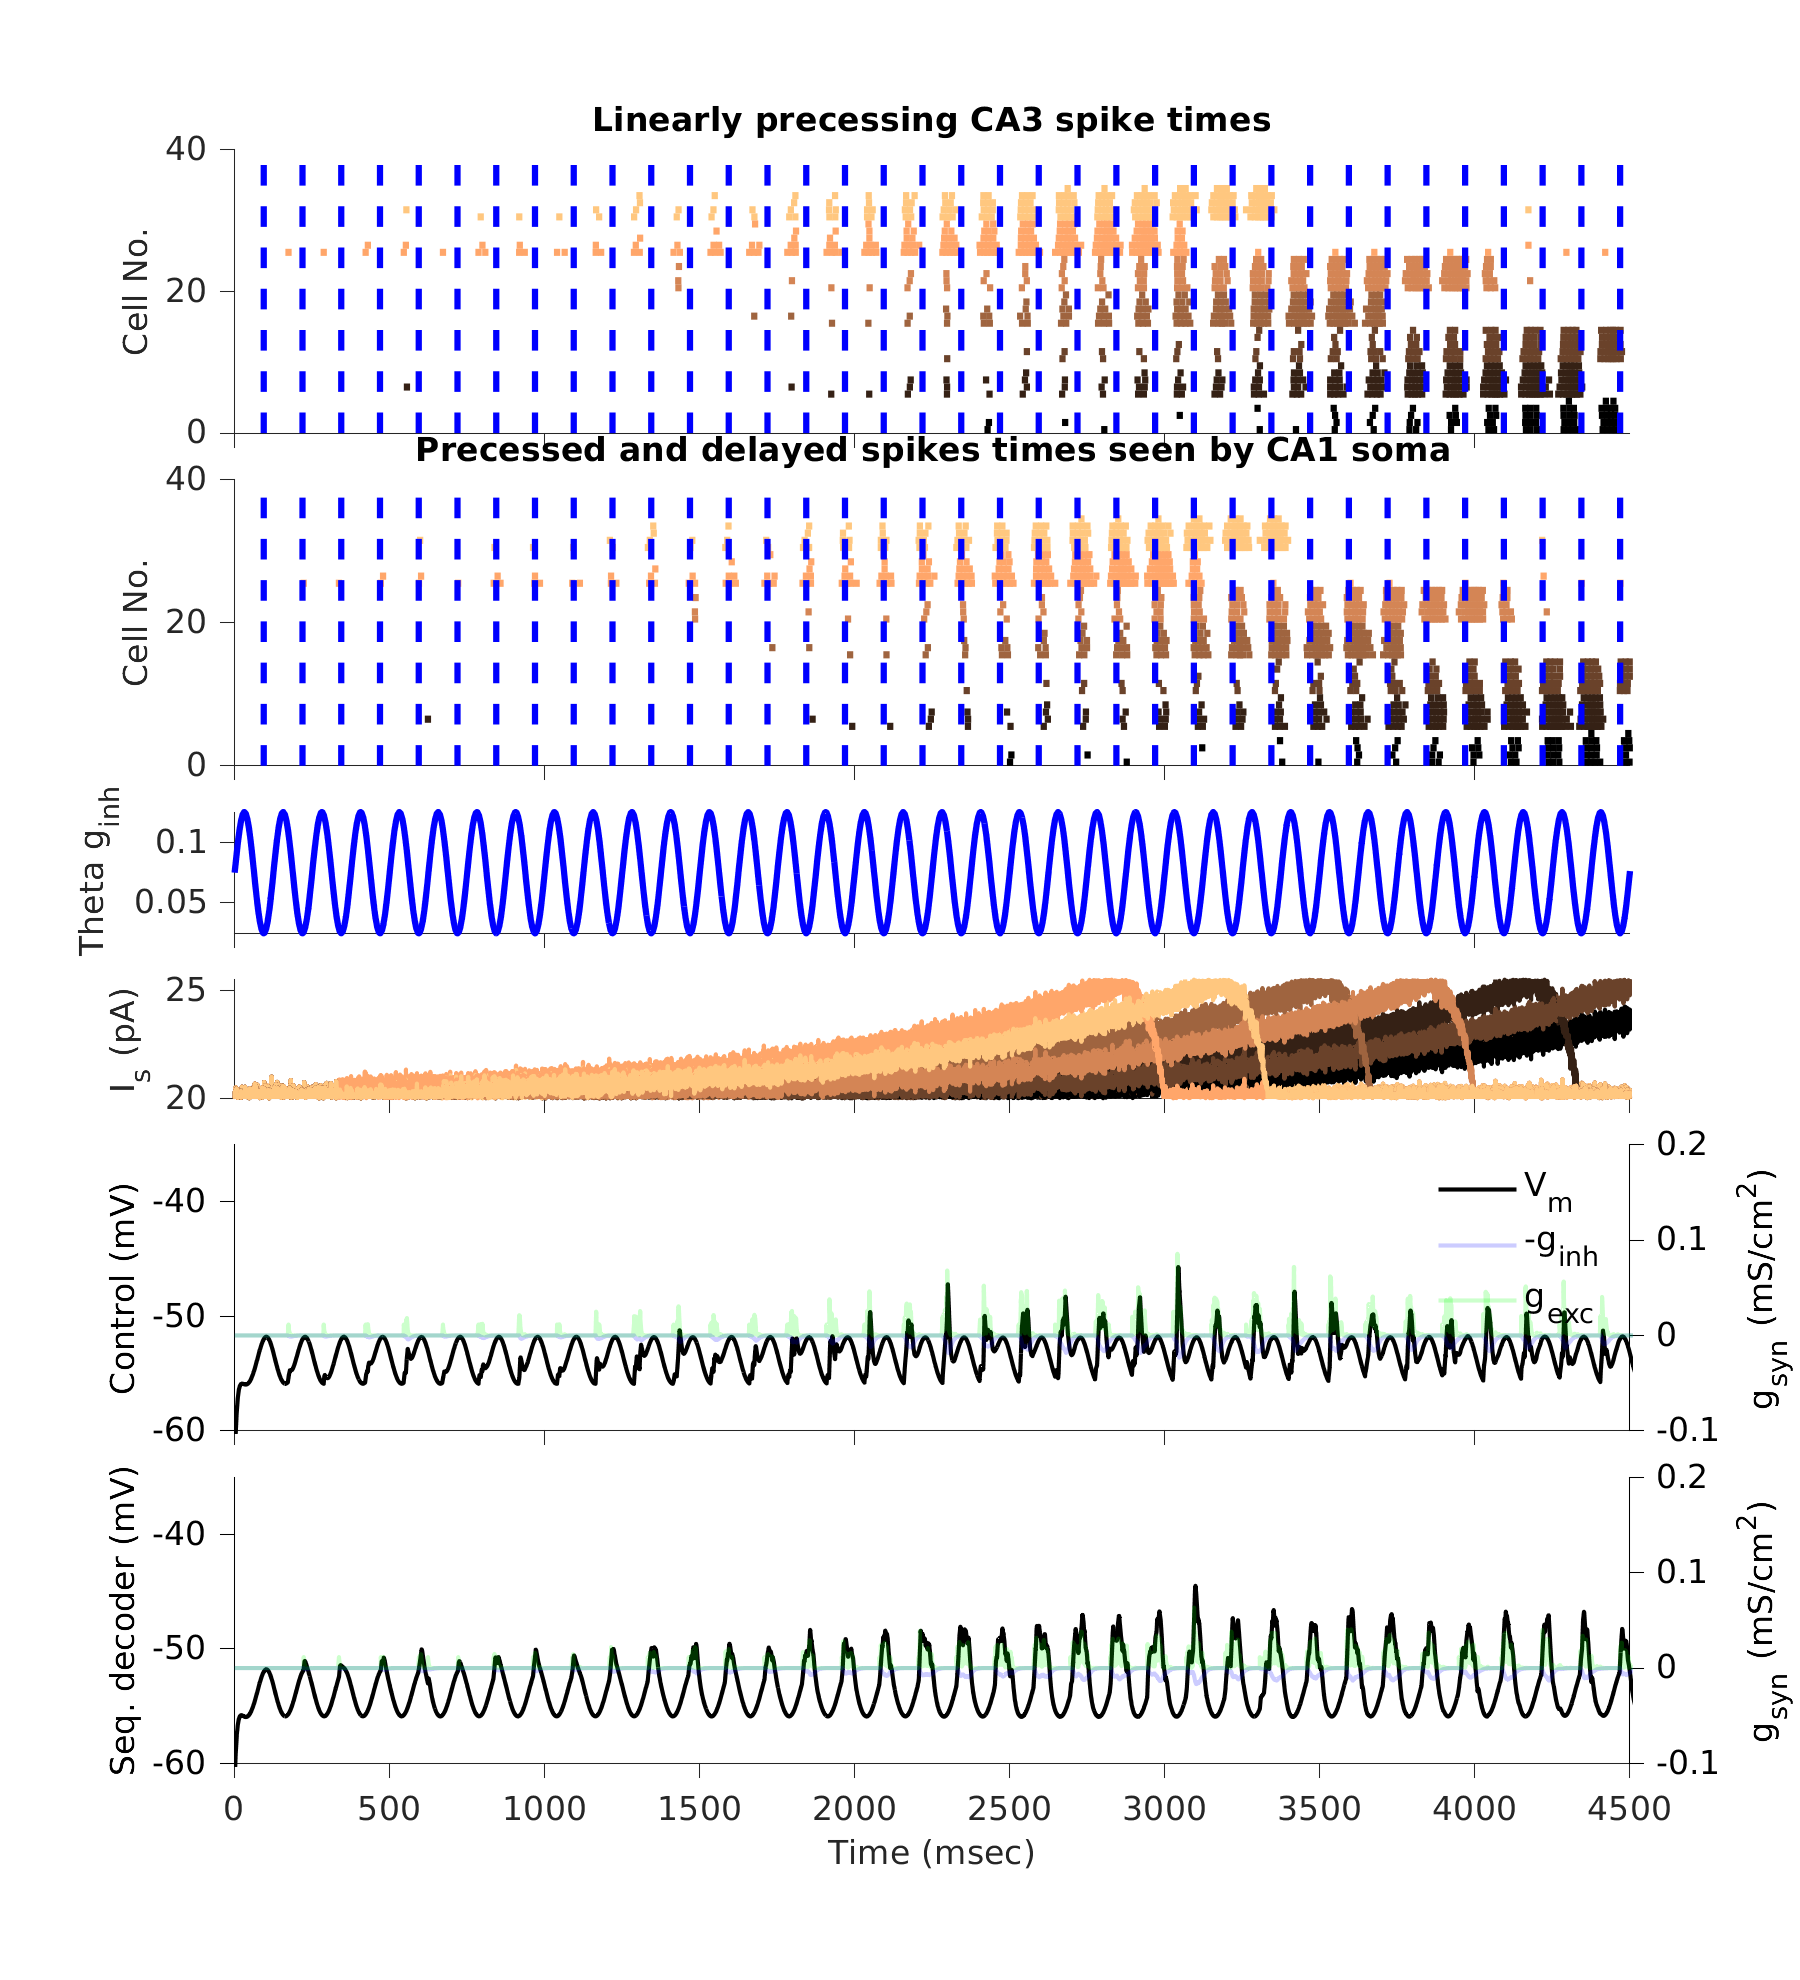 Linearly precessing CA3 spike times
40
20
0
Cell No.
Precessed and delayed spikes times seen by CA1 soma
40
20
0
Cell No.
0.1
0.05
Theta g_inh
25
20
I_s (pA)
-40
-50
-60
Control (mV)
V_m
-g_inh
g_exc
0.2
0.1
0
-0.1
g_syn (mS/cm^2)
-40
-50
-60
Seq. decoder (mV)
0.2
0.1
0
-0.1
g_syn (mS/cm^2)
0 500 1000 1500 2000 2500 3000 3500 4000 4500
Time (msec)